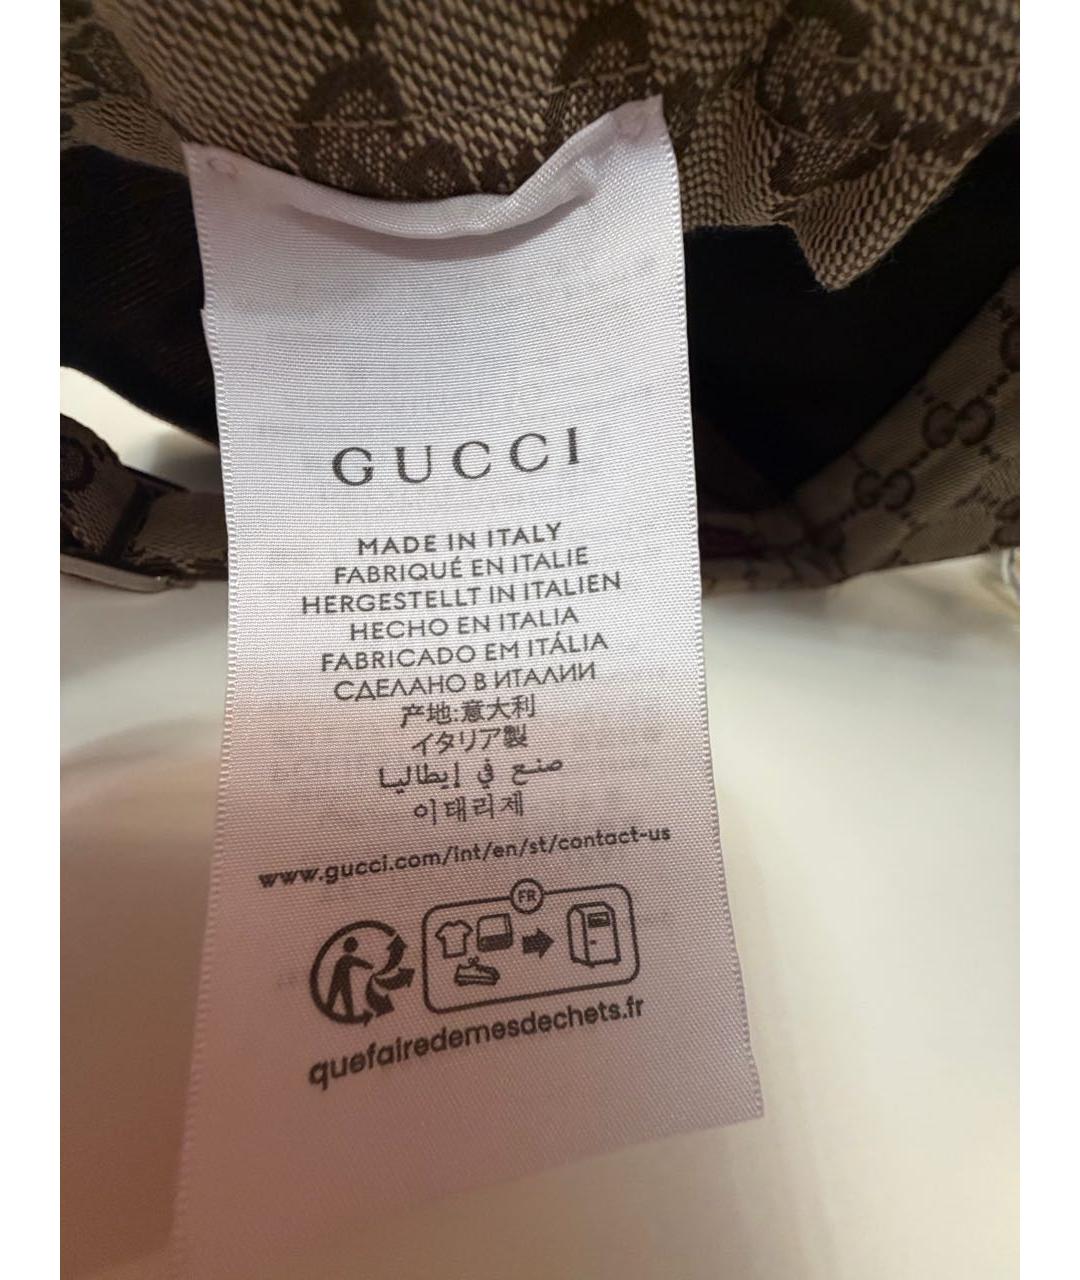 GUCCI
MADE IN ITALY
FABRIQUÉ EN ITALIE
HERGESTELLT IN ITALIEN
HECHO EN ITALIA
FABRICADO EM ITÁLIA
СДЕЛАНО В ИТАЛИИ
产地:意大利
イタリア製
صنع في إيطاليا
이태리제
www.gucci.com/int/en/st/contact-us
FR
quefairedemesdechets.fr